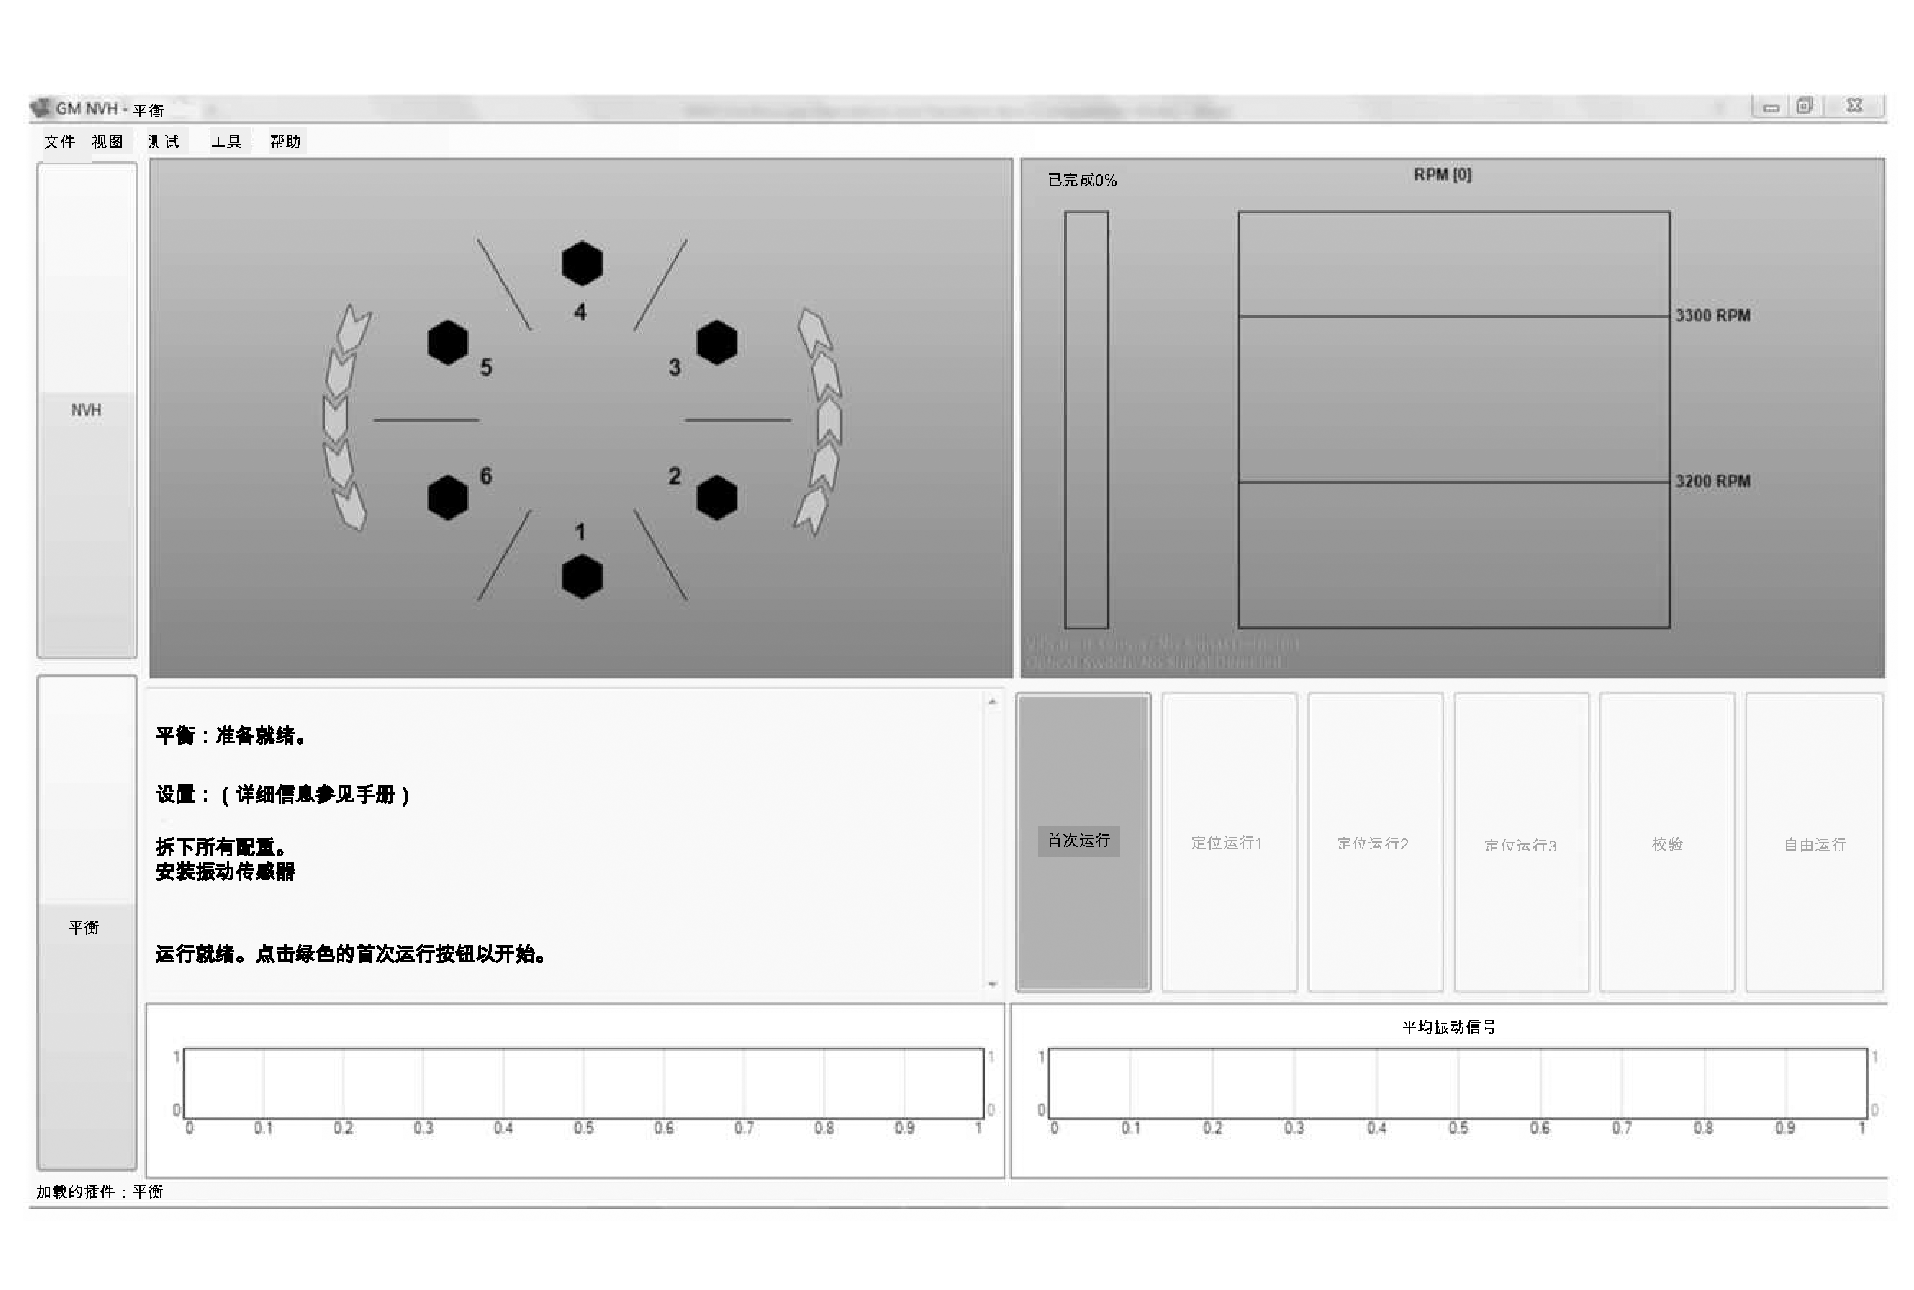 GM NVH - 平衡
文件 视图 测试 工具 帮助
NVH
平衡
4
5
3
6
2
1
已完成0%
RPM [0]
3300 RPM
3200 RPM
No Signal Detected
Optical Switch: No Signal Detected
平衡：准备就绪。
设置：（详细信息参见手册）
拆下所有配重。
安装振动传感器
运行就绪。点击绿色的首次运行按钮以开始。
首次运行
定位运行1
定位运行2
定位运行3
校验
自由运行
1 1
0 0
0 0.1 0.2 0.3 0.4 0.5 0.6 0.7 0.8 0.9 1
平均振动信号
1 1
0 0
0 0.1 0.2 0.3 0.4 0.5 0.6 0.7 0.8 0.9 1
加载的插件：平衡